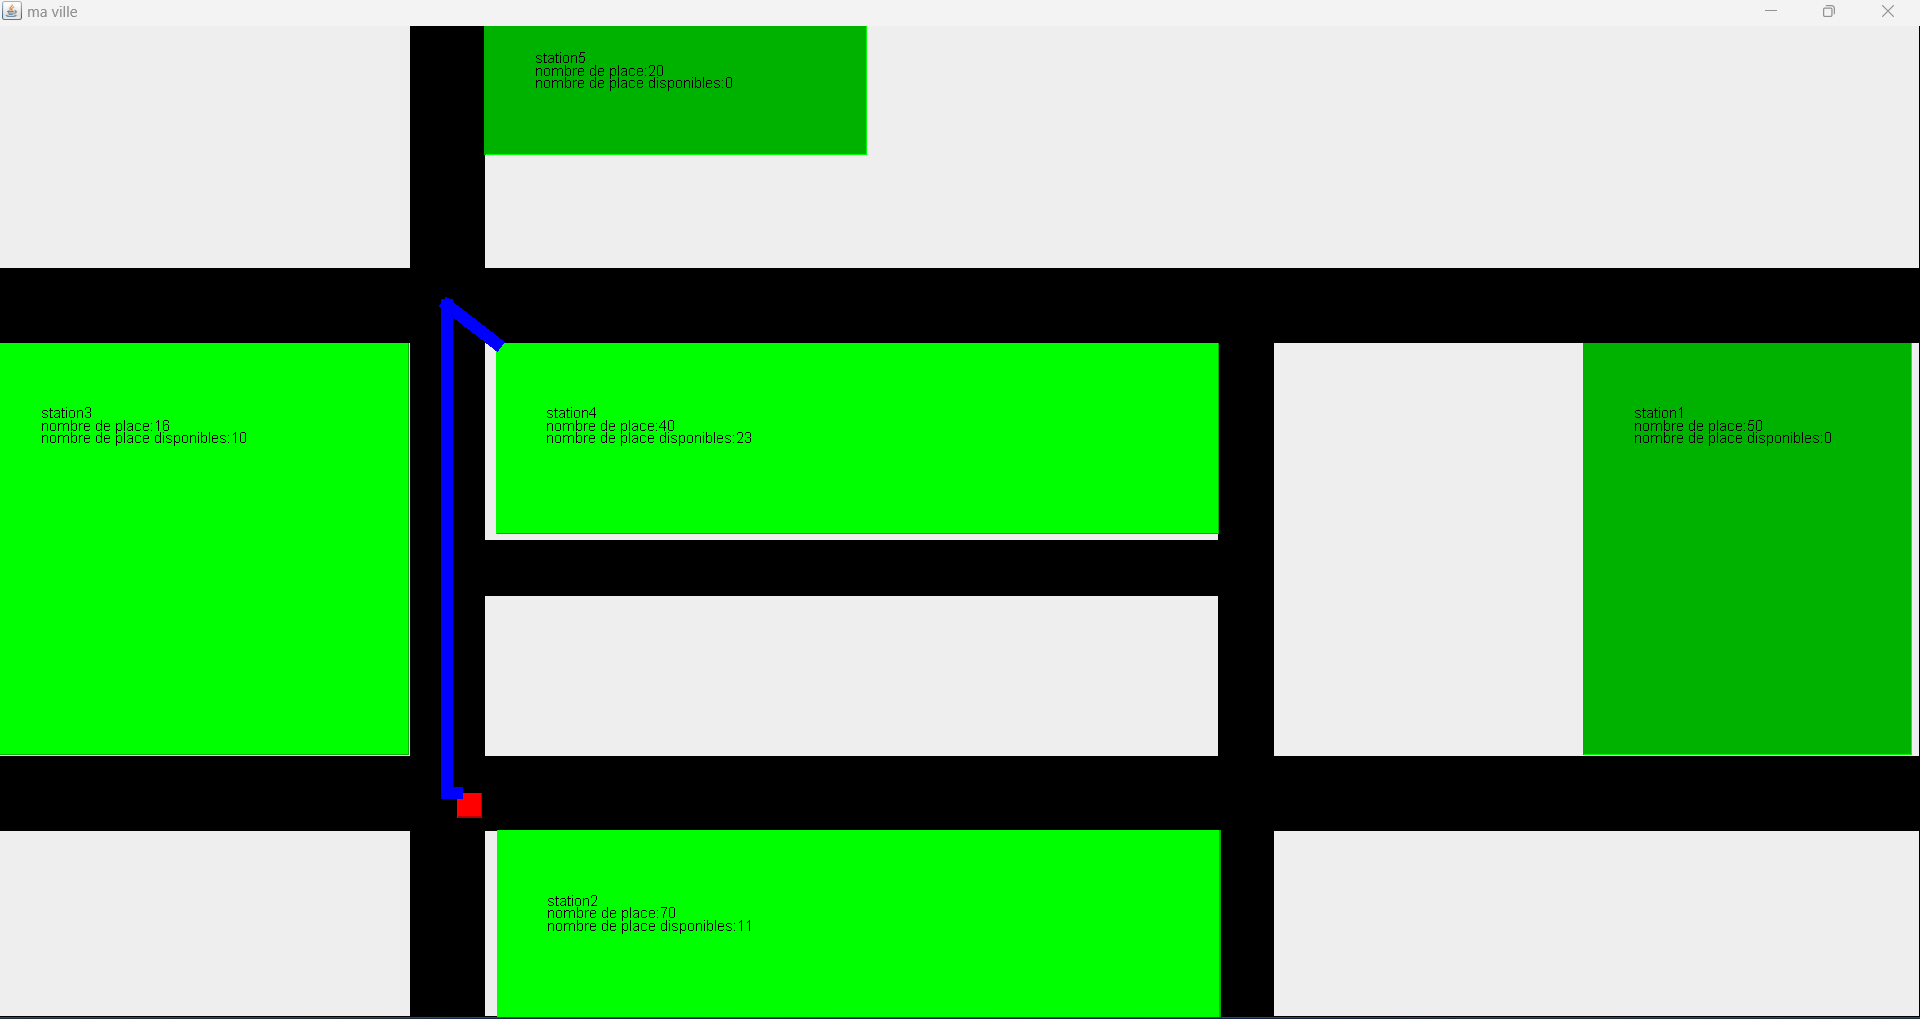 ma ville
station5
nombre de place:20
nombre de place disponibles:0
station3
nombre de place:16
nombre de place disponibles:10
station4
nombre de place:40
nombre de place disponibles:23
station1
nombre de place:50
nombre de place disponibles:0
station2
nombre de place:70
nombre de place disponibles:11